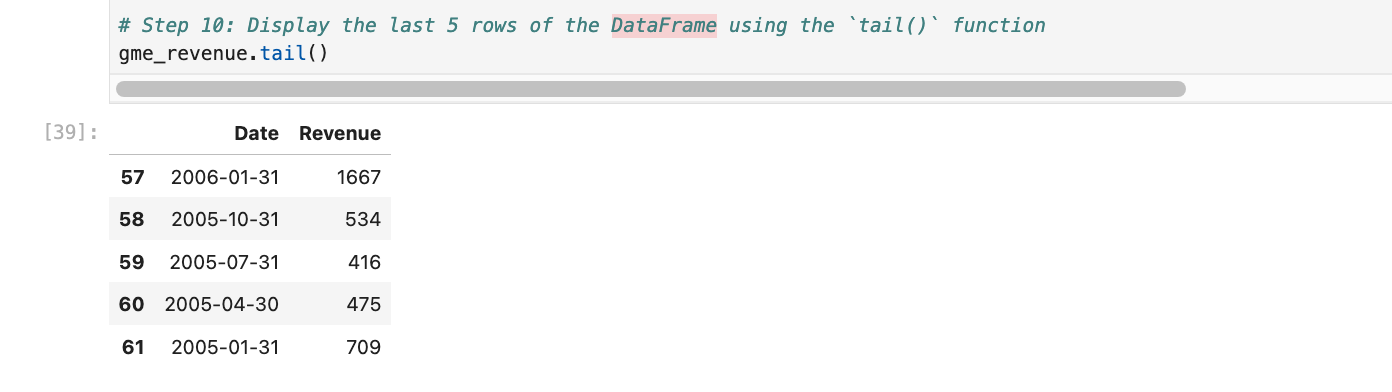 # Step 10: Display the last 5 rows of the DataFrame using the `tail()` function
gme_revenue.tail()
[39]: Date Revenue
57 2006-01-31 1667
58 2005-10-31 534
59 2005-07-31 416
60 2005-04-30 475
61 2005-01-31 709